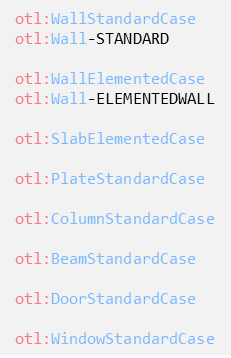 otl:WallStandardCase
otl:Wall-STANDARD
otl:WallElementedCase
otl:Wall-ELEMENTEDWALL
otl:SlabElementedCase
otl:PlateStandardCase
otl:ColumnStandardCase
otl:BeamStandardCase
otl:DoorStandardCase
otl:WindowStandardCase